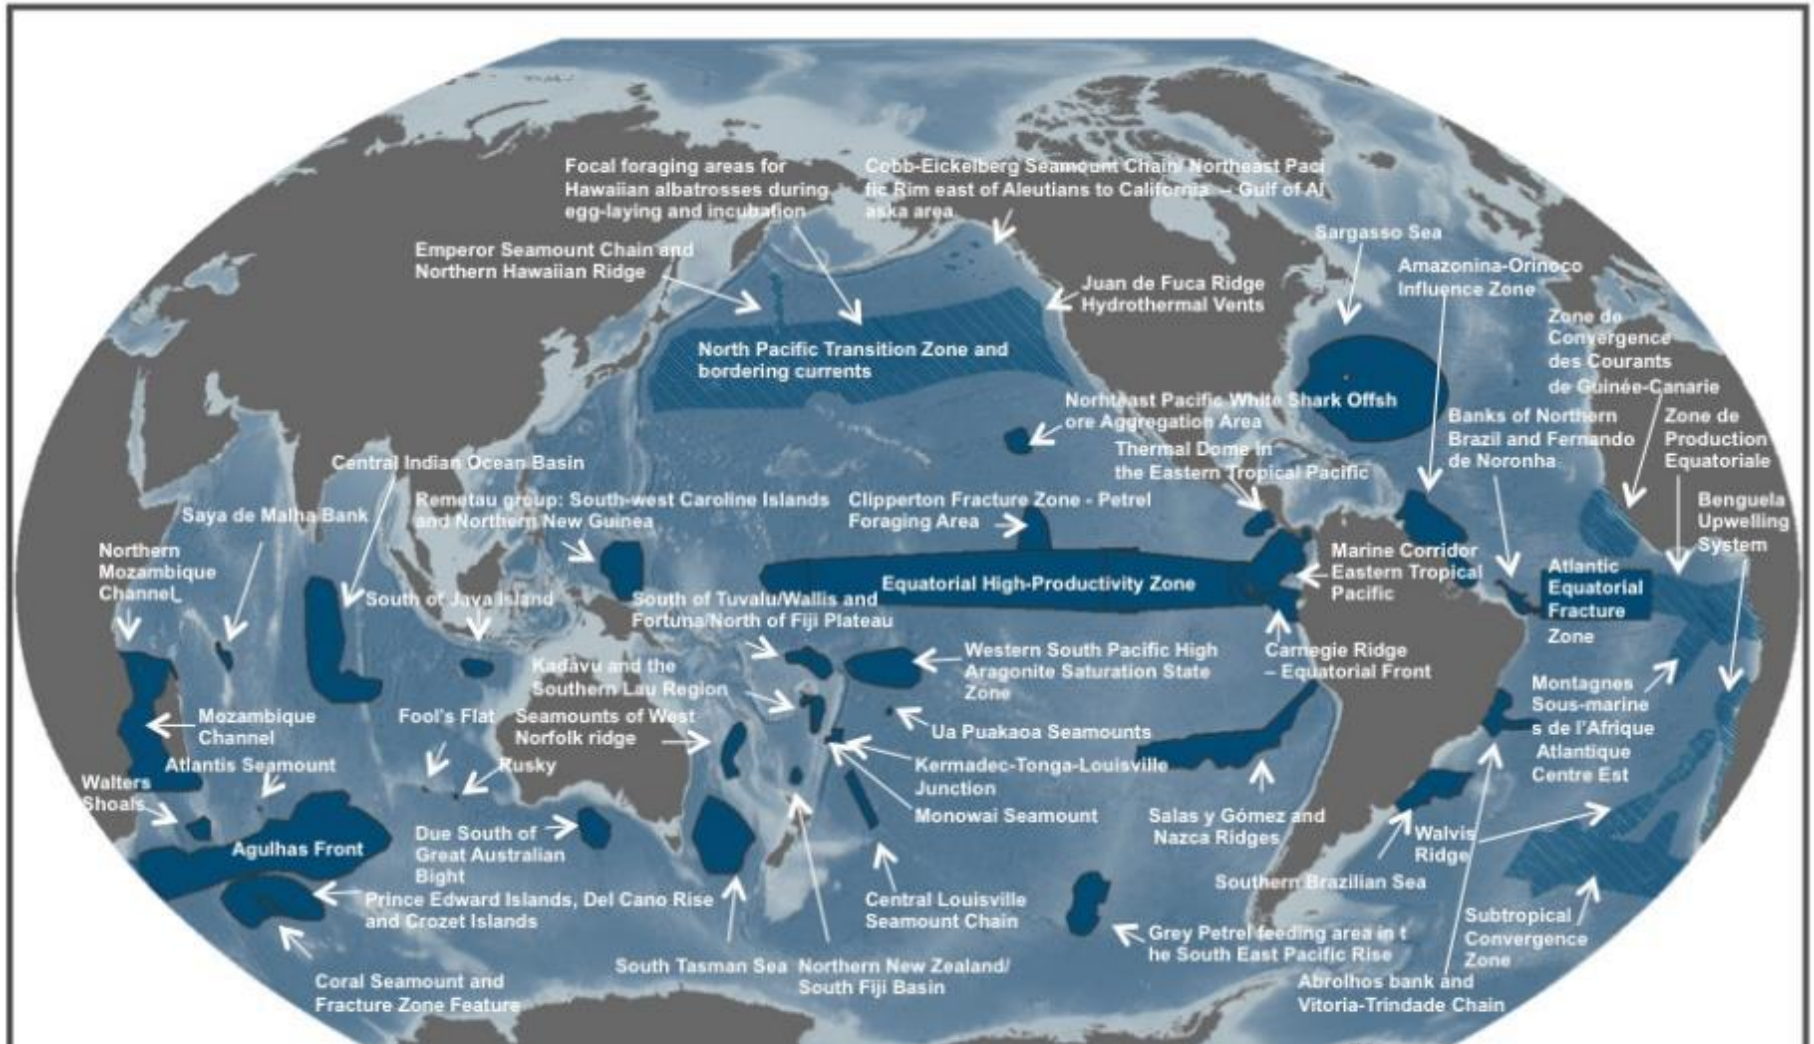 Focal foraging areas for
Hawaiian albatrosses during
egg-laying and incubation
Cobb-Eickelberg Seamount Chain/ Northeast Paci
fic Rim east of Aleutians to California – Gulf of Al
aska area
Emperor Seamount Chain and
Northern Hawaiian Ridge
Sargasso Sea
Amazonina-Orinoco
Influence Zone
Juan de Fuca Ridge
Hydrothermal Vents
Zone de
Convergence
des Courants
de Guinée-Canarie
North Pacific Transition Zone and
bordering currents
Norhteast Pacific White Shark Offsh
ore Aggregation Area
Banks of Northern
Brazil and Fernando
de Noronha
Zone de
Production
Equatoriale
Thermal Dome in
the Eastern Tropical Pacific
Central Indian Ocean Basin
Remetau group: South-west Caroline Islands
and Northern New Guinea
Clipperton Fracture Zone - Petrel
Foraging Area
Benguela
Upwelling
System
Saya de Malha Bank
Northern
Mozambique
Channel
Marine Corridor
Eastern Tropical
Pacific
Atlantic
Equatorial
Fracture
Zone
Equatorial High-Productivity Zone
South of Java Island
South of Tuvalu/Wallis and
Fortuna/North of Fiji Plateau
Western South Pacific High
Aragonite Saturation State
Zone
Carnegie Ridge
– Equatorial Front
Kadavu and the
Southern Lau Region
Montagnes
Sous-marine
s de l'Afrique
Atlantique
Centre Est
Mozambique
Channel
Fool's Flat
Seamounts of West
Norfolk ridge
Ua Puakaoa Seamounts
Atlantis Seamount
Rusky
Kermadec-Tonga-Louisville
Junction
Walters
Shoals
Monowai Seamount
Salas y Gómez and
Nazca Ridges
Due South of
Great Australian
Bight
Walvis
Ridge
Agulhas Front
Southern Brazilian Sea
Prince Edward Islands, Del Cano Rise
and Crozet Islands
Central Louisville
Seamount Chain
Subtropical
Convergence
Zone
Grey Petrel feeding area in t
he South East Pacific Rise
South Tasman Sea
Northern New Zealand/
South Fiji Basin
Coral Seamount and
Fracture Zone Feature
Abrolhos bank and
Vitoria-Trindade Chain